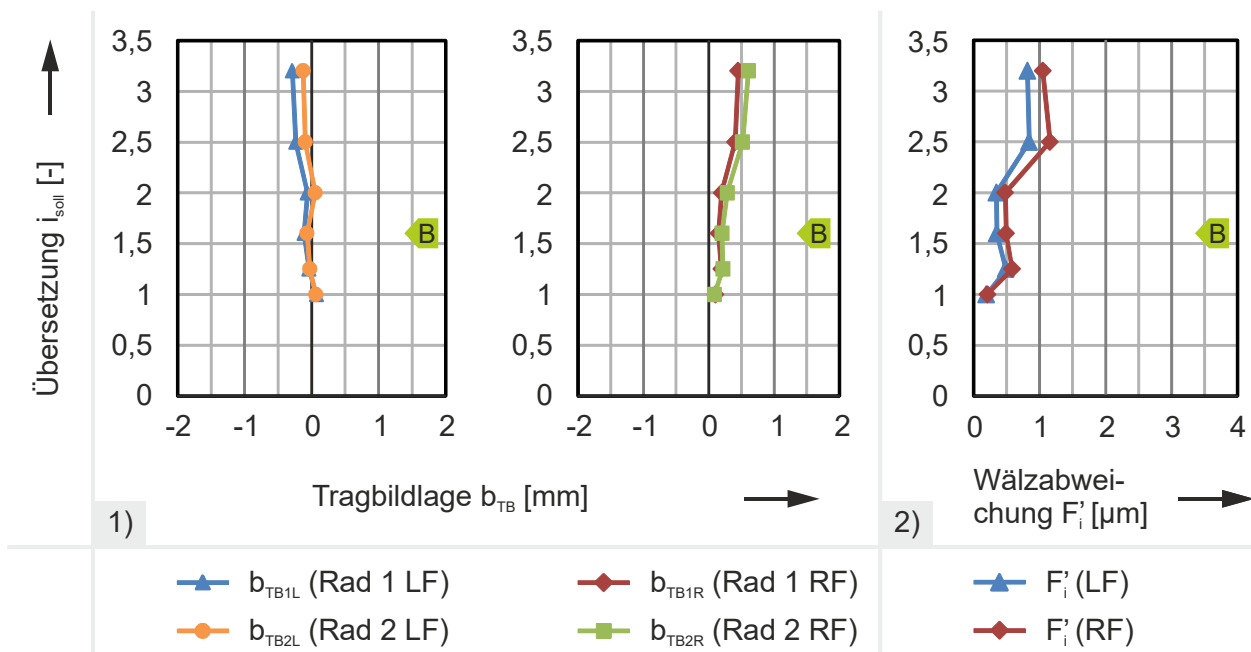 Übersetzung i_soll [-]
3,5
3
2,5
2
1,5
1
0,5
0
-2 -1 0 1 2
B
3,5
3
2,5
2
1,5
1
0,5
0
-2 -1 0 1 2
B
3,5
3
2,5
2
1,5
1
0,5
0
0 1 2 3 4
B
1)
Tragbildlage b_TB [mm]
2)
Wälzabwei-
chung F'_i [µm]
b_TB1L (Rad 1 LF)
b_TB2L (Rad 2 LF)
b_TB1R (Rad 1 RF)
b_TB2R (Rad 2 RF)
F'_i (LF)
F'_i (RF)